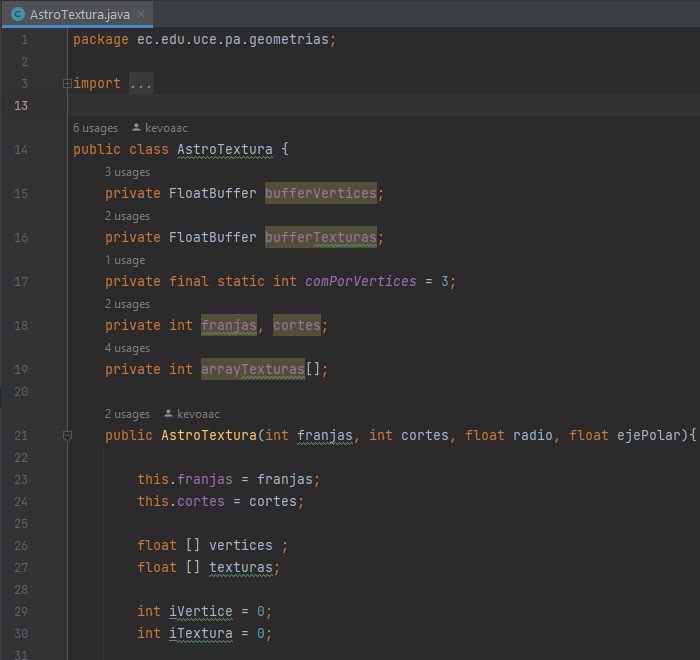 AstroTextura.java
1 package ec.edu.uce.pa.geometrias;
2
3 import ...
13
6 usages kevoaac
14 public class AstroTextura {
3 usages
15 private FloatBuffer bufferVertices;
2 usages
16 private FloatBuffer bufferTexturas;
1 usage
17 private final static int comPorVertices = 3;
2 usages
18 private int franjas, cortes;
4 usages
19 private int arrayTexturas[];
20
2 usages kevoaac
21 public AstroTextura(int franjas, int cortes, float radio, float ejePolar){
22
23 this.franjas = franjas;
24 this.cortes = cortes;
25
26 float [] vertices ;
27 float [] texturas;
28
29 int iVertice = 0;
30 int iTextura = 0;
31